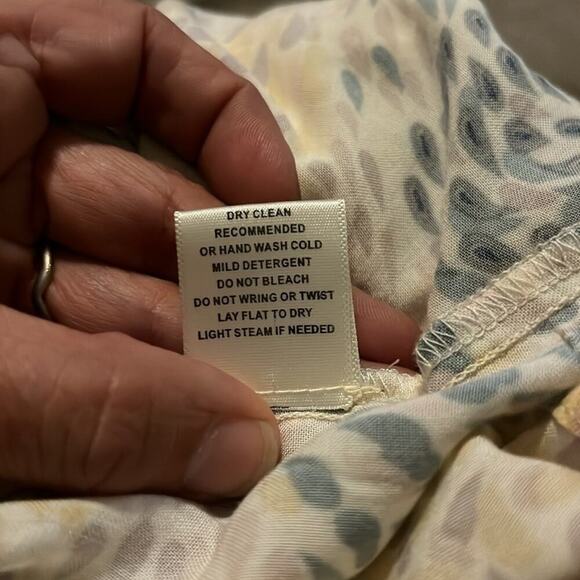 DRY CLEAN
RECOMMENDED
OR HAND WASH COLD
MILD DETERGENT
DO NOT BLEACH
DO NOT WRING OR TWIST
LAY FLAT TO DRY
LIGHT STEAM IF NEEDED